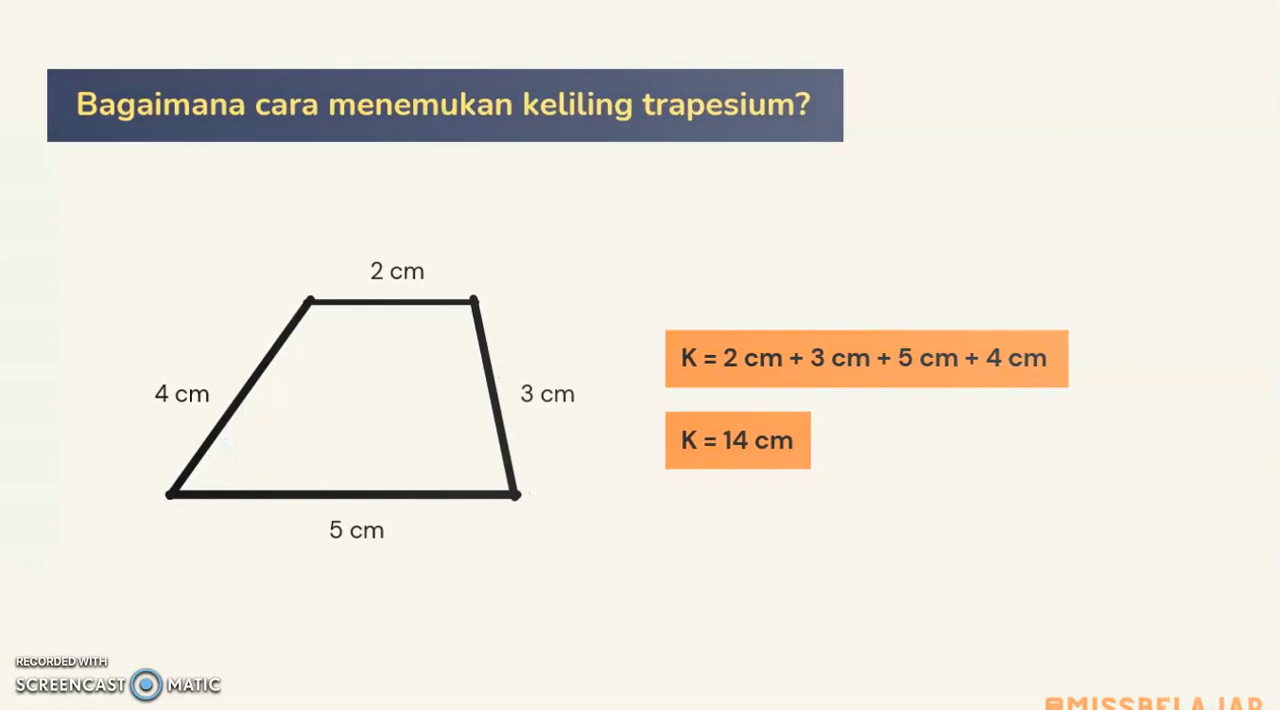 Bagaimana cara menemukan keliling trapesium?
2 cm
4 cm
3 cm
5 cm
K = 2 cm + 3 cm + 5 cm + 4 cm
K = 14 cm
RECORDED WITH
SCREENCAST MATIC
@MISSBELAJAR